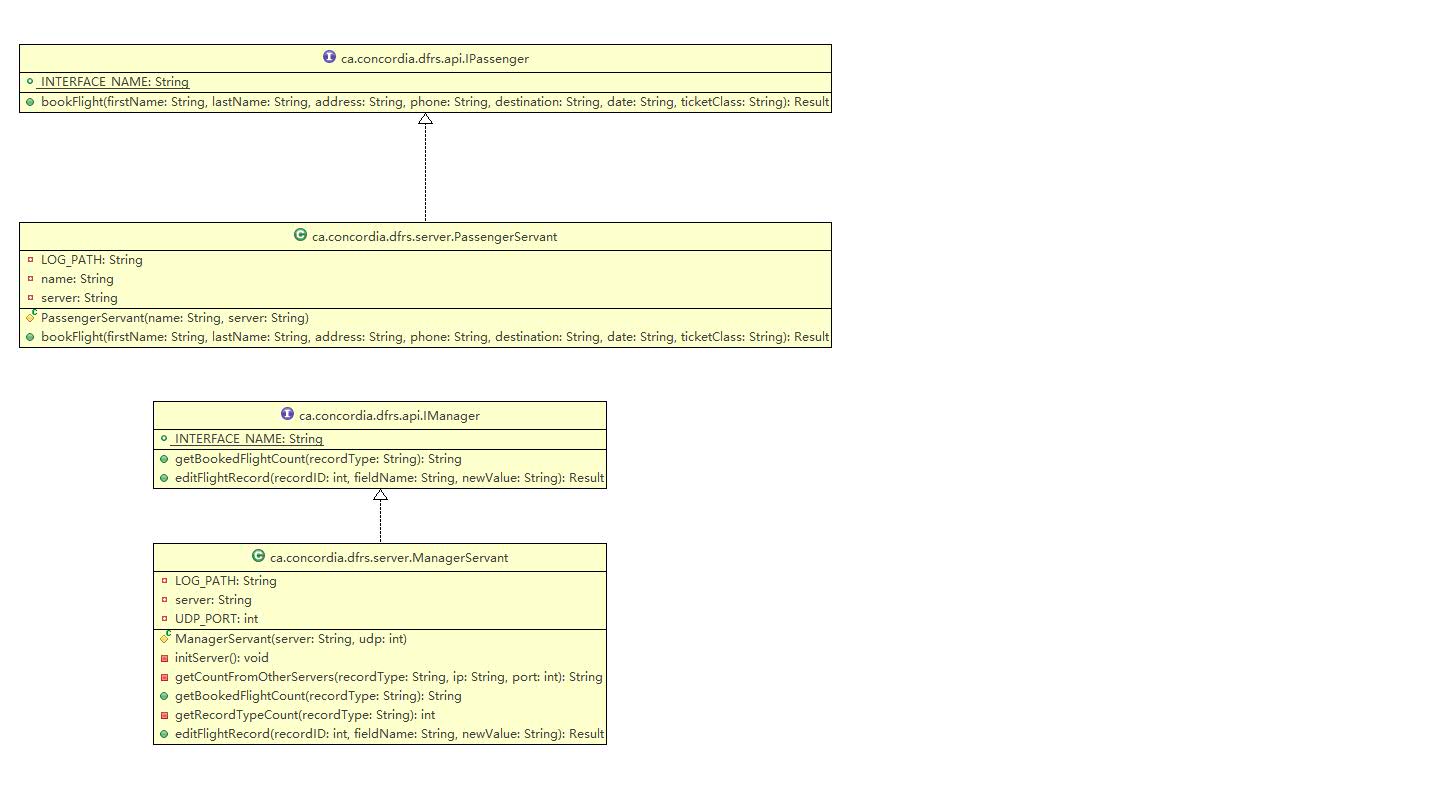 ca.concordia.dfrs.api.IPassenger
INTERFACE_NAME: String
bookFlight(firstName: String, lastName: String, address: String, phone: String, destination: String, date: String, ticketClass: String): Result
ca.concordia.dfrs.server.PassengerServant
LOG_PATH: String
name: String
server: String
PassengerServant(name: String, server: String)
bookFlight(firstName: String, lastName: String, address: String, phone: String, destination: String, date: String, ticketClass: String): Result
ca.concordia.dfrs.api.IManager
INTERFACE_NAME: String
getBookedFlightCount(recordType: String): String
editFlightRecord(recordID: int, fieldName: String, newValue: String): Result
ca.concordia.dfrs.server.ManagerServant
LOG_PATH: String
server: String
UDP_PORT: int
ManagerServant(server: String, udp: int)
initServer(): void
getCountFromOtherServers(recordType: String, ip: String, port: int): String
getBookedFlightCount(recordType: String): String
getRecordTypeCount(recordType: String): int
editFlightRecord(recordID: int, fieldName: String, newValue: String): Result